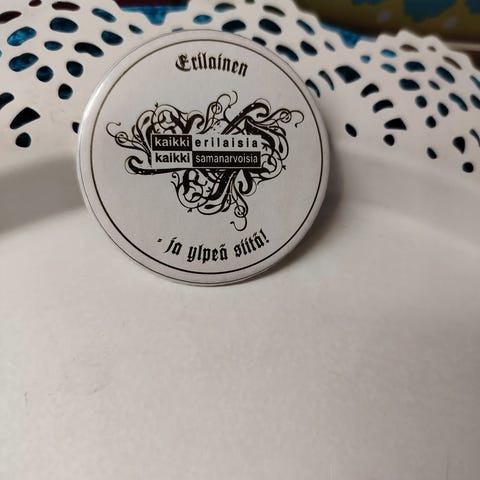 Erilainen
kaikki erilaisia
kaikki samanarvoisia
- ja ylpeä siitä!